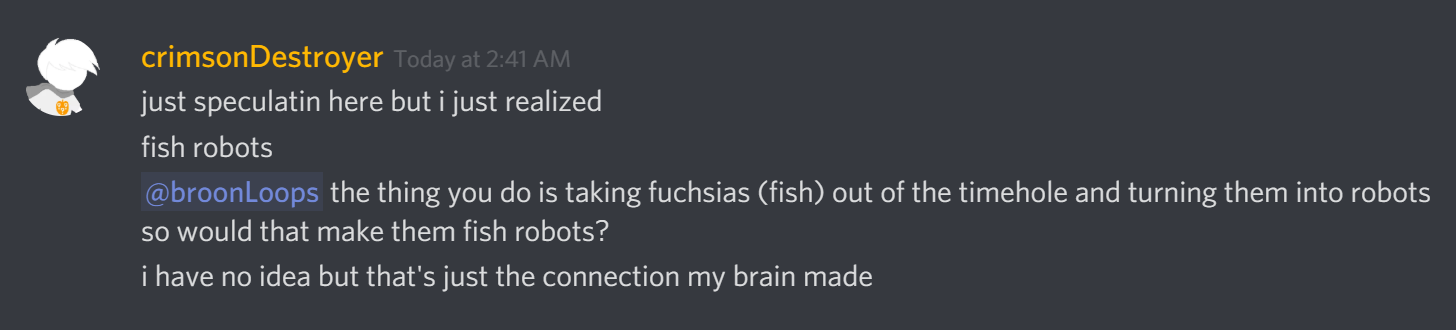 crimsonDestroyer Today at 2:41 AM
just speculatin here but i just realized
fish robots
@broonLoops the thing you do is taking fuchsias (fish) out of the timehole and turning them into robots
so would that make them fish robots?
i have no idea but that's just the connection my brain made